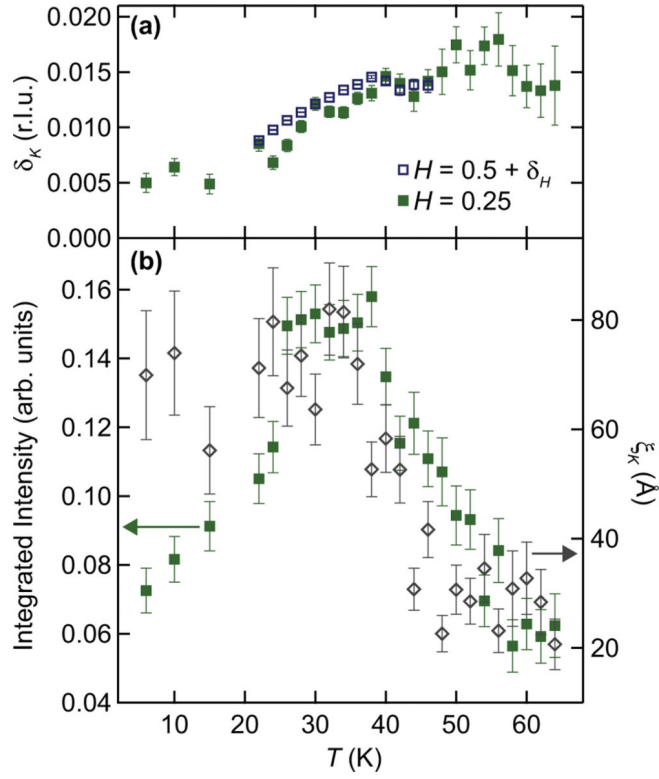 (a)
0.020
0.015
0.010
0.005
0.000
δK (r.l.u.)
H = 0.5 + δH
H = 0.25
(b)
0.16
0.14
0.12
0.10
0.08
0.06
0.04
Integrated Intensity (arb. units)
80
60
40
20
ξK (Å)
10
20
30
40
50
60
T (K)